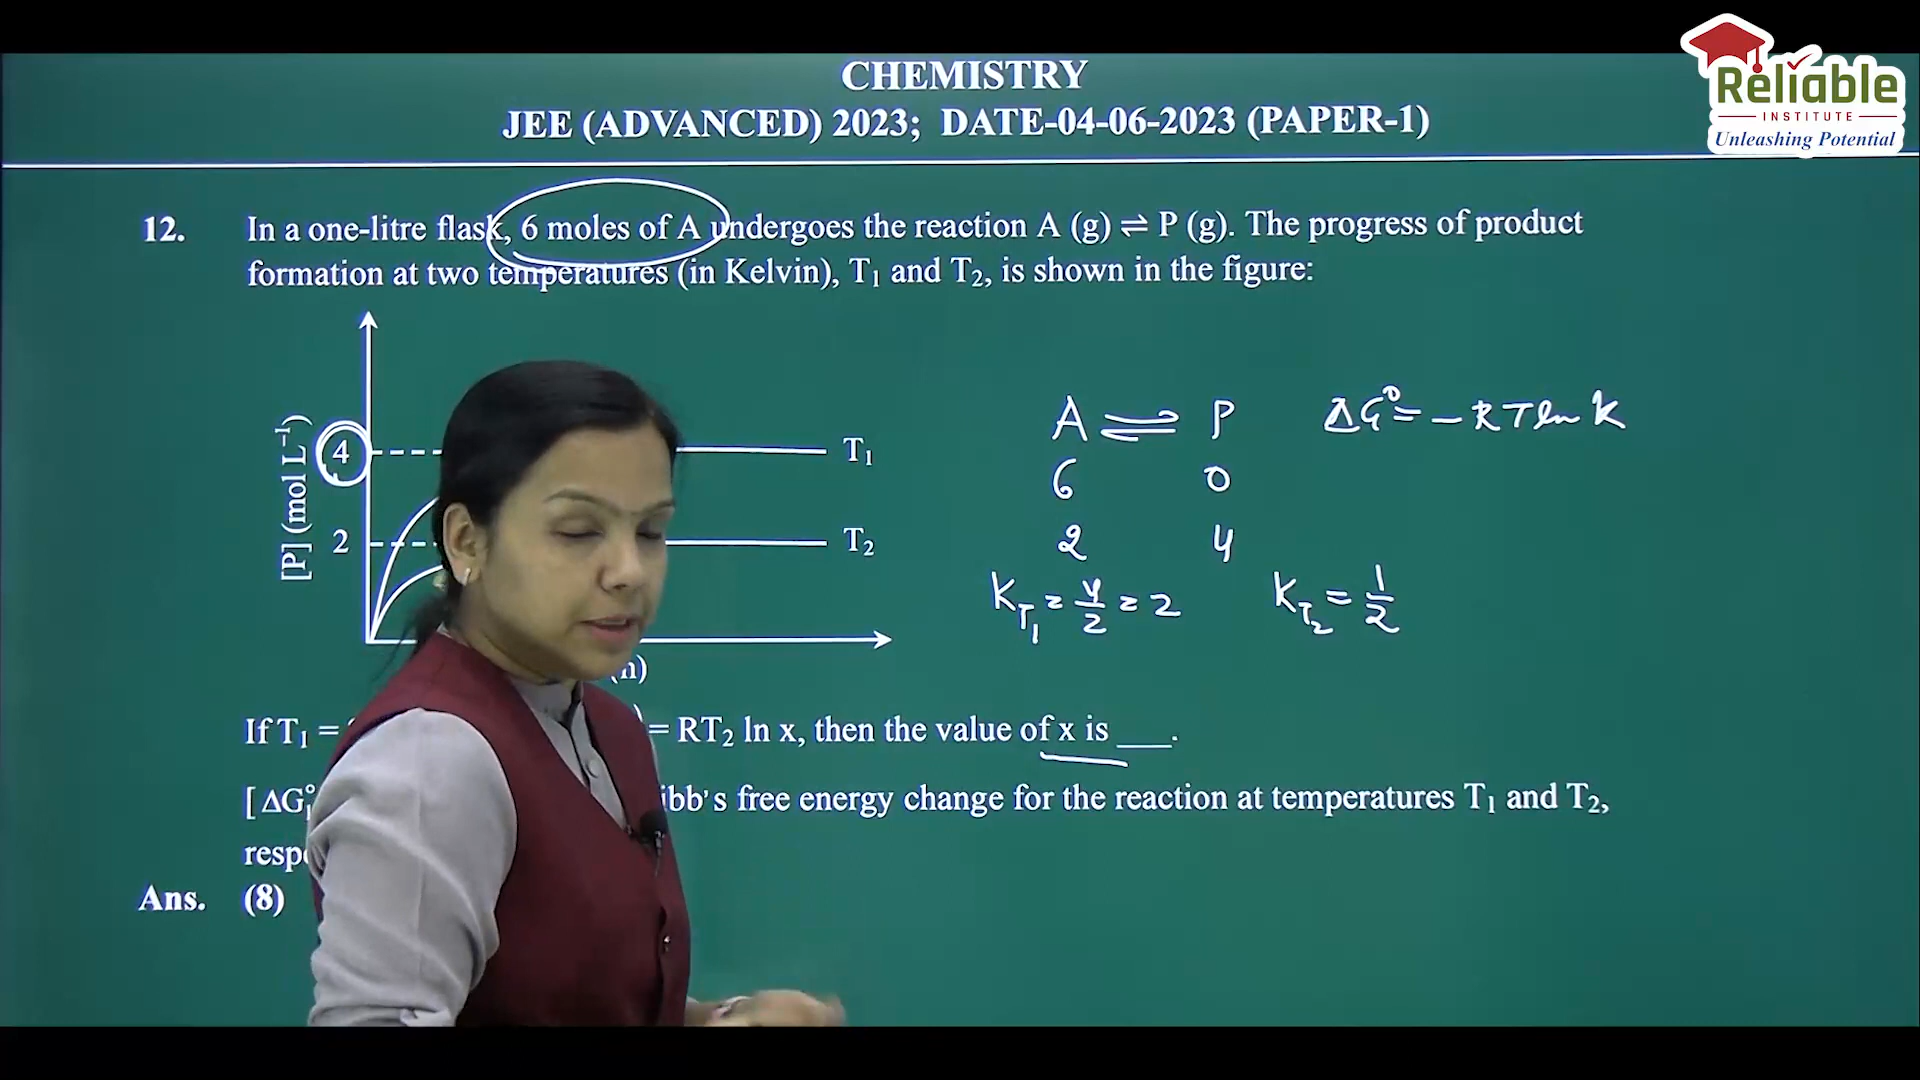 Reliable
INSTITUTE
Unleashing Potential
CHEMISTRY
JEE (ADVANCED) 2023; DATE-04-06-2023 (PAPER-1)
12. In a one-litre flask, 6 moles of A undergoes the reaction A (g) ⇌ P (g). The progress of product
formation at two temperatures (in Kelvin), T₁ and T₂, is shown in the figure:
[P] (mol L⁻¹)
4
T₁
2
T₂
A ⇌ P ΔG° = -RT ln K
6 0
2 4
K_T₁ = 4/2 = 2 K_T₂ = 1/2
If T₁ = = RT₂ ln x, then the value of x is ___.
[ ΔG₁° free energy change for the reaction at temperatures T₁ and T₂,
Ans. (8)